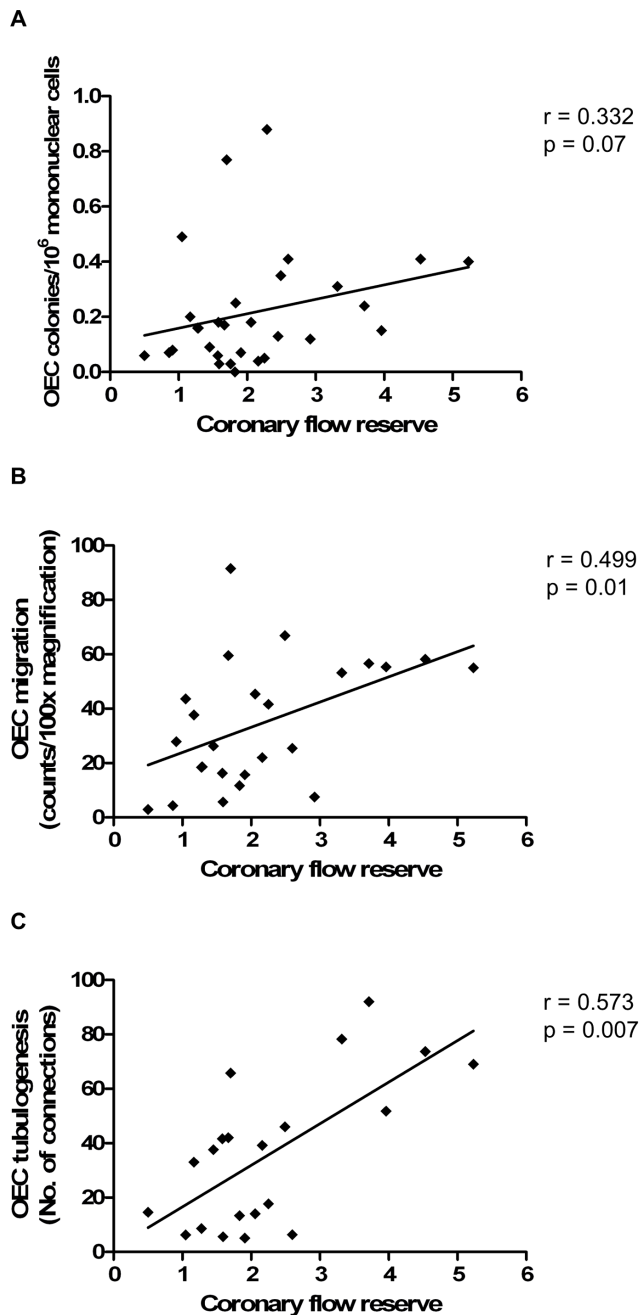 A
OEC colonies/10⁶ mononuclear cells
1.0
0.8
0.6
0.4
0.2
0.0
0 1 2 3 4 5 6
Coronary flow reserve
r = 0.332
p = 0.07
B
OEC migration
(counts/100x magnification)
100
80
60
40
20
0
0 1 2 3 4 5 6
Coronary flow reserve
r = 0.499
p = 0.01
C
OEC tubulogenesis
(No. of connections)
100
80
60
40
20
0
0 1 2 3 4 5 6
Coronary flow reserve
r = 0.573
p = 0.007